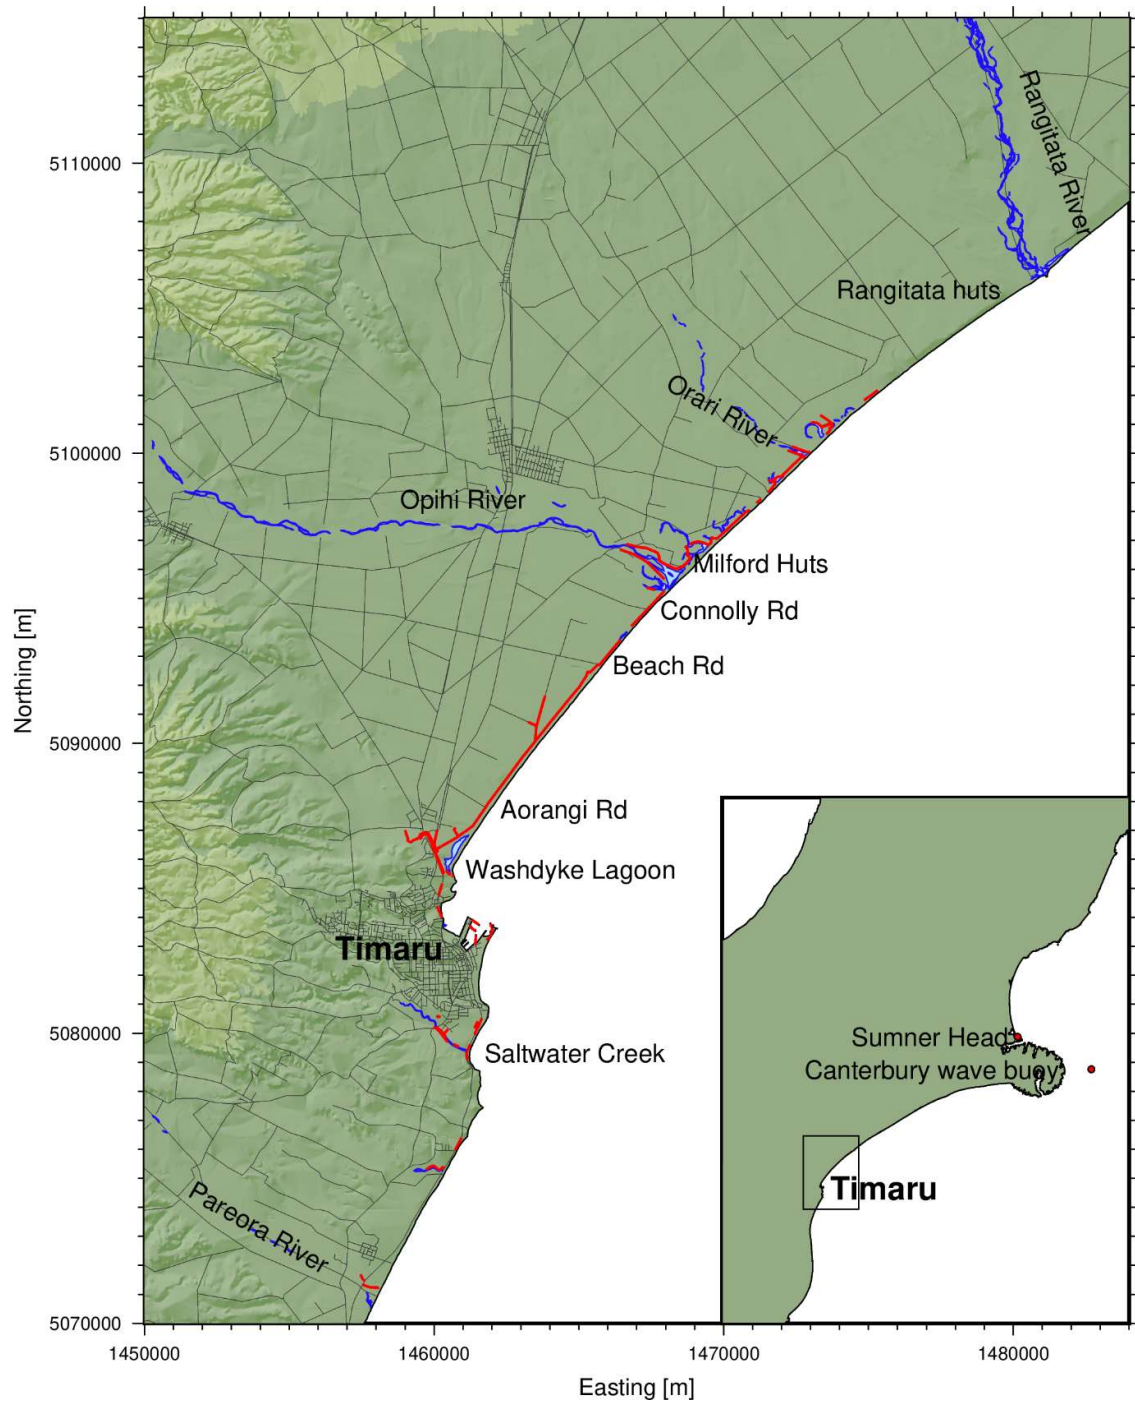 5110000
5100000
5090000
5080000
5070000
Northing [m]
Rangitata River
Rangitata huts
Orari River
Opihi River
Milford Huts
Connolly Rd
Beach Rd
Aorangi Rd
Washdyke Lagoon
Timaru
Saltwater Creek
Pareora River
Sumner Head
Canterbury wave buoy
Timaru
1450000
1460000
1470000
1480000
Easting [m]